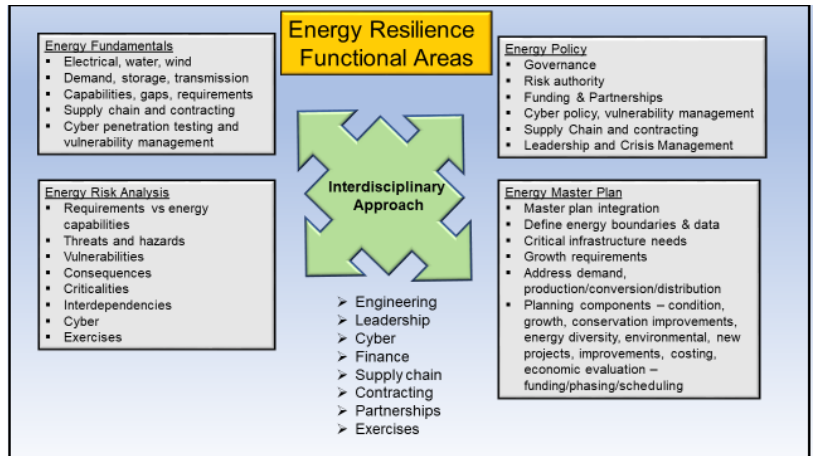 Energy Resilience
Functional Areas
Energy Fundamentals
▪ Electrical, water, wind
▪ Demand, storage, transmission
▪ Capabilities, gaps, requirements
▪ Supply chain and contracting
▪ Cyber penetration testing and
vulnerability management
Energy Policy
▪ Governance
▪ Risk authority
▪ Funding & Partnerships
▪ Cyber policy, vulnerability management
▪ Supply Chain and contracting
▪ Leadership and Crisis Management
Interdisciplinary
Approach
Energy Risk Analysis
▪ Requirements vs energy
capabilities
▪ Threats and hazards
▪ Vulnerabilities
▪ Consequences
▪ Criticalities
▪ Interdependencies
▪ Cyber
▪ Exercises
Energy Master Plan
▪ Master plan integration
▪ Define energy boundaries & data
▪ Critical infrastructure needs
▪ Growth requirements
▪ Address demand,
production/conversion/distribution
▪ Planning components – condition,
growth, conservation improvements,
energy diversity, environmental, new
projects, improvements, costing,
economic evaluation –
funding/phasing/scheduling
➢ Engineering
➢ Leadership
➢ Cyber
➢ Finance
➢ Supply chain
➢ Contracting
➢ Partnerships
➢ Exercises